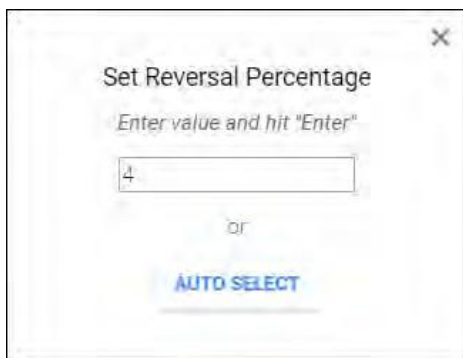 Set Reversal Percentage
Enter value and hit "Enter"
4
or
AUTO SELECT